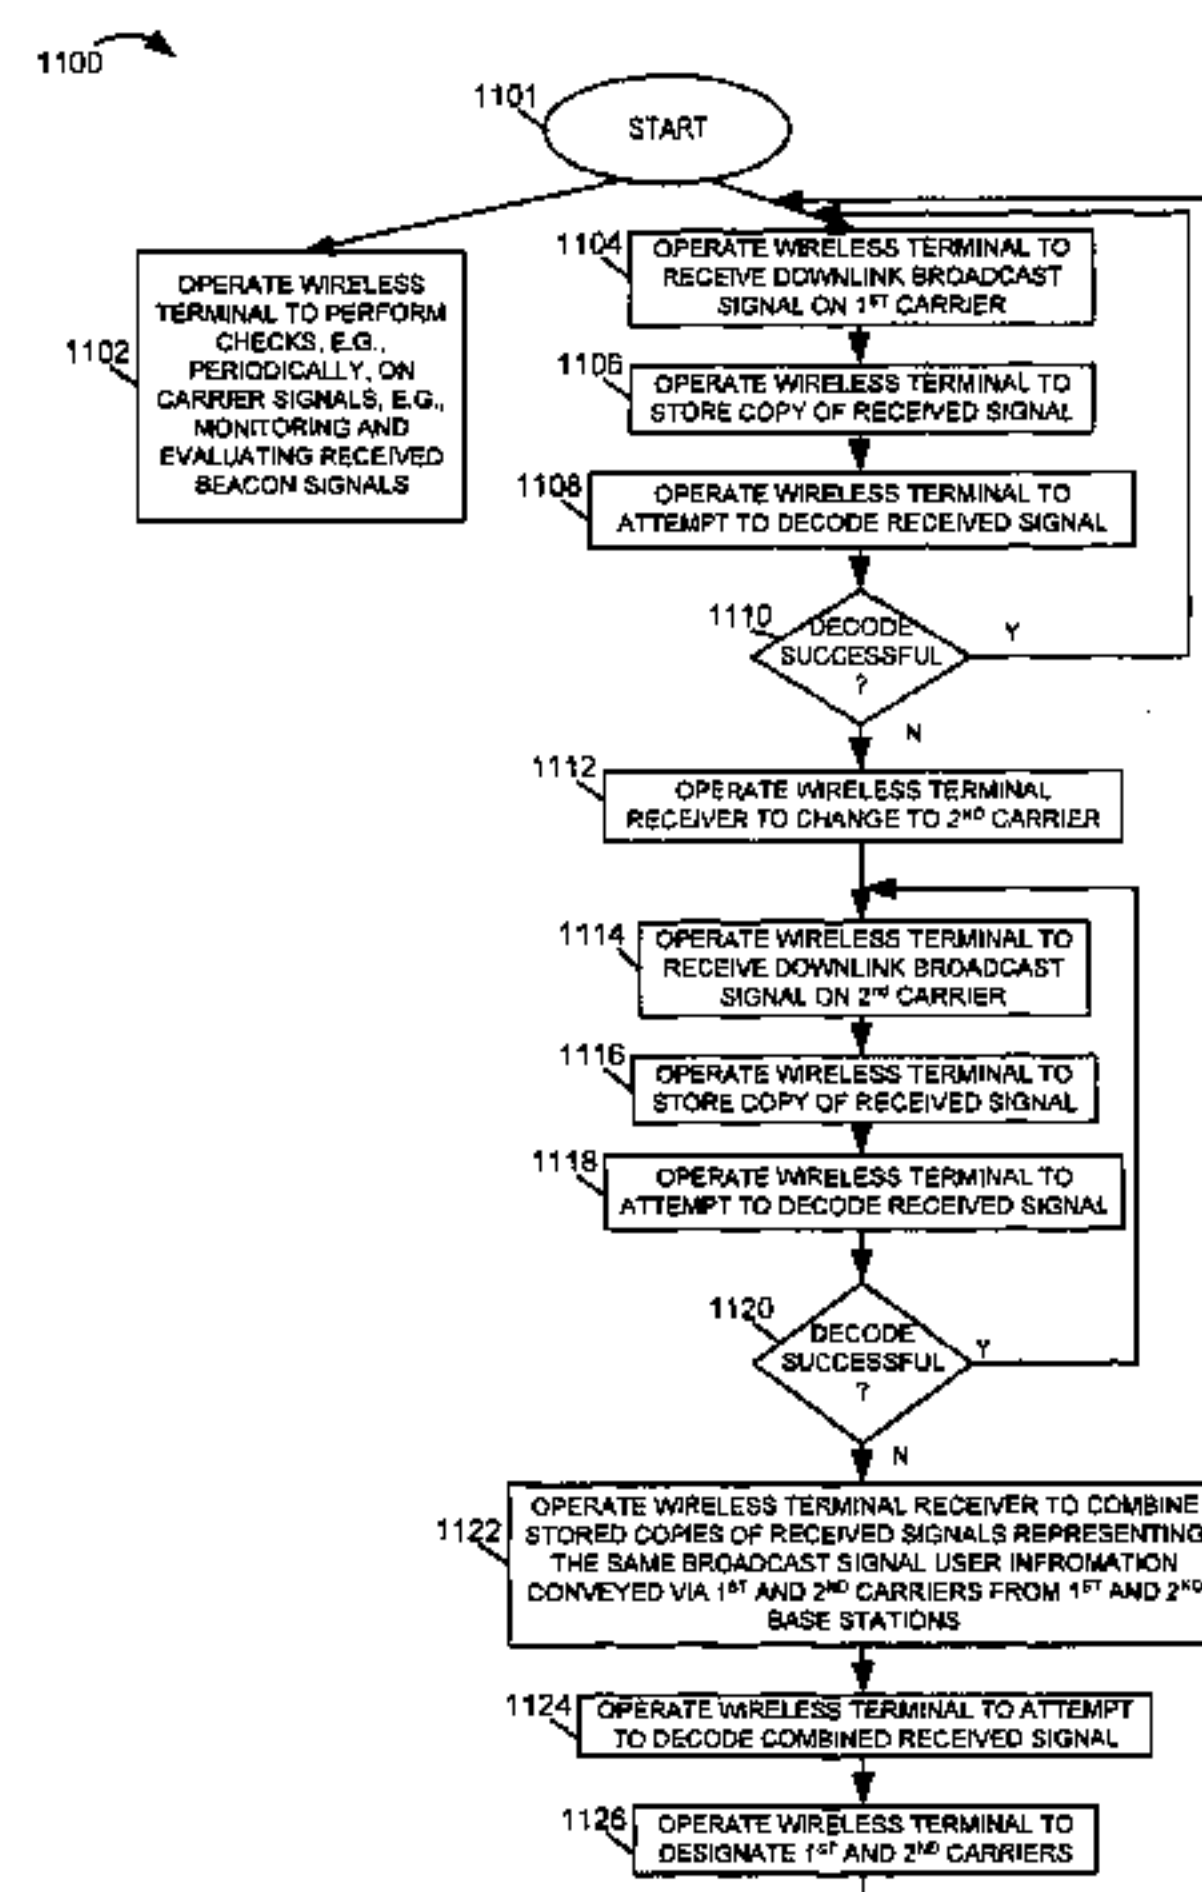 1100
1101
START
1102
OPERATE WIRELESS
TERMINAL TO PERFORM
CHECKS, E.G.,
PERIODICALLY, ON
CARRIER SIGNALS, E.G.,
MONITORING AND
EVALUATING RECEIVED
BEACON SIGNALS
1104
OPERATE WIRELESS TERMINAL TO
RECEIVE DOWNLINK BROADCAST
SIGNAL ON 1ST CARRIER
1106
OPERATE WIRELESS TERMINAL TO
STORE COPY OF RECEIVED SIGNAL
1108
OPERATE WIRELESS TERMINAL TO
ATTEMPT TO DECODE RECEIVED SIGNAL
1110
DECODE
SUCCESSFUL
?
Y
N
1112
OPERATE WIRELESS TERMINAL
RECEIVER TO CHANGE TO 2ND CARRIER
1114
OPERATE WIRELESS TERMINAL TO
RECEIVE DOWNLINK BROADCAST
SIGNAL ON 2nd CARRIER
1116
OPERATE WIRELESS TERMINAL TO
STORE COPY OF RECEIVED SIGNAL
1118
OPERATE WIRELESS TERMINAL TO
ATTEMPT TO DECODE RECEIVED SIGNAL
1120
DECODE
SUCCESSFUL
?
Y
N
1122
OPERATE WIRELESS TERMINAL RECEIVER TO COMBINE
STORED COPIES OF RECEIVED SIGNALS REPRESENTING
THE SAME BROADCAST SIGNAL USER INFROMATION
CONVEYED VIA 1ST AND 2ND CARRIERS FROM 1ST AND 2ND
BASE STATIONS
1124
OPERATE WIRELESS TERMINAL TO ATTEMPT
TO DECODE COMBINED RECEIVED SIGNAL
1126
OPERATE WIRELESS TERMINAL TO
DESIGNATE 1ST AND 2ND CARRIERS